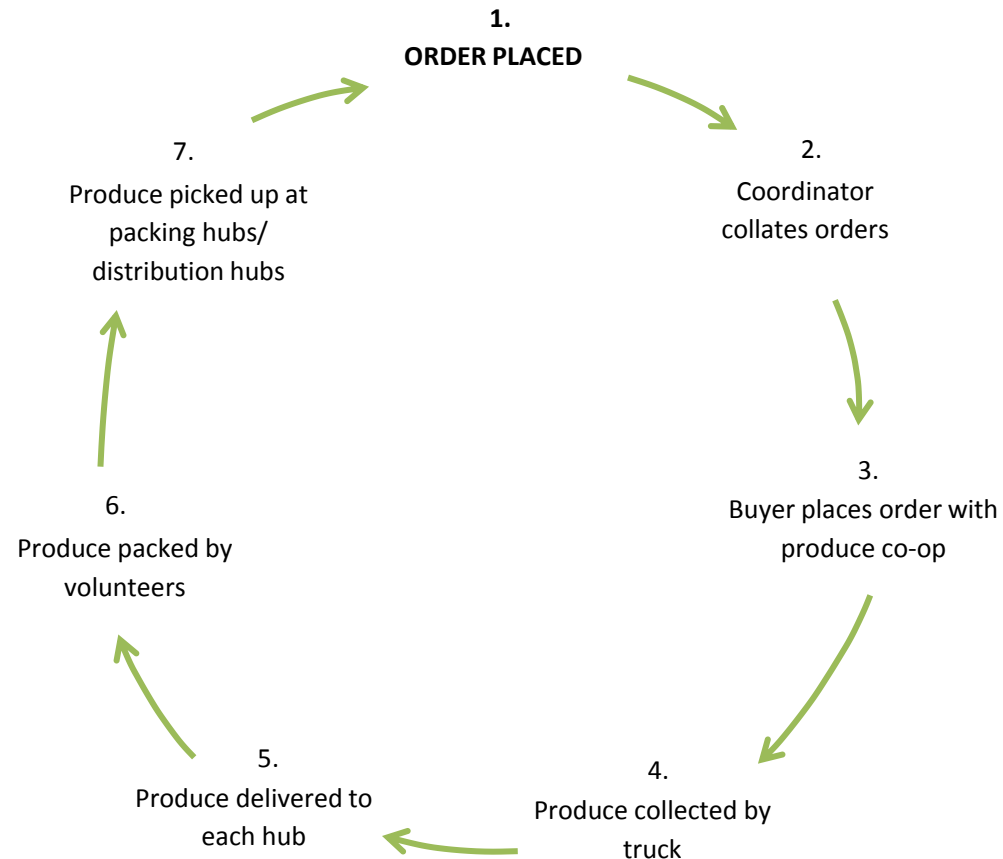 1.
ORDER PLACED
2.
Coordinator
collates orders
3.
Buyer places order with
produce co-op
4.
Produce collected by
truck
5.
Produce delivered to
each hub
6.
Produce packed by
volunteers
7.
Produce picked up at
packing hubs/
distribution hubs